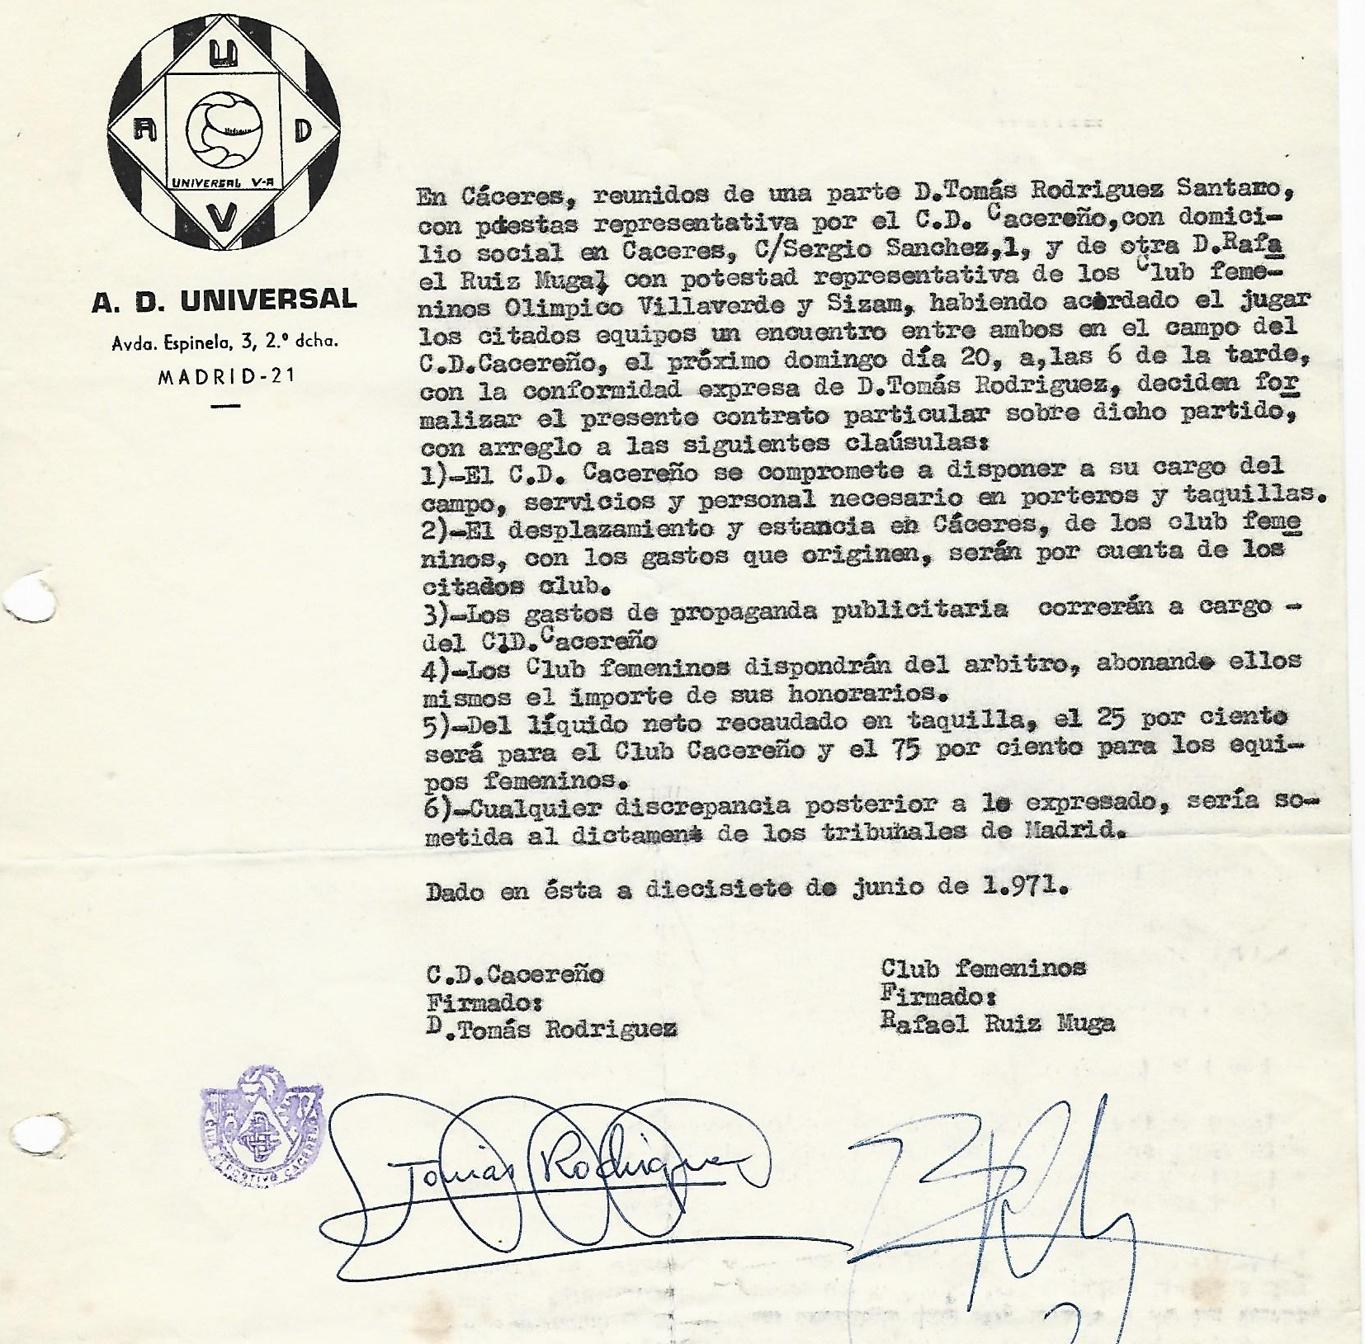 U
A D
UNIVERSAL V-A
V
A. D. UNIVERSAL
Avda. Espinela, 3, 2.º dcha.
MADRID-21
En Cáceres, reunidos de una parte D.Tomás Rodriguez Santano,
con potestas representativa por el C.D. Cacereño,con domici-
lio social en Caceres, C/Sergio Sanchez,1, y de otra D.Rafa
el Ruiz Muga, con potestad representativa de los Club feme-
ninos Olimpico Villaverde y Sizam, habiendo acordado el jugar
los citados equipos un encuentro entre ambos en el campo del
C.D.Cacereño, el próximo domingo día 20, a,las 6 de la tarde,
con la conformidad expresa de D.Tomás Rodriguez, deciden for
malizar el presente contrato particular sobre dicho partido,
con arreglo a las siguientes claúsulas:
1)-El C.D. Cacereño se compromete a disponer a su cargo del
campo, servicios y personal necesario en porteros y taquillas.
2)-El desplazamiento y estancia en Cáceres, de los club feme
ninos, con los gastos que originen, serán por cuenta de los
citados club.
3)-Los gastos de propaganda publicitaria correrán a cargo -
del C.D.Cacereño
4)-Los Club femeninos dispondrán del arbitro, abonando ellos
mismos el importe de sus honorarios.
5)-Del líquido neto recaudado en taquilla, el 25 por ciento
será para el Club Cacereño y el 75 por ciento para los equi-
pos femeninos.
6)-Cualquier discrepancia posterior a lo expresado, sería so-
metida al dictamen de los tribunales de Madrid.
Dado en ésta a diecisiete de junio de 1.971.
C.D.Cacereño
Firmado:
D.Tomás Rodriguez
Club femeninos
Firmado:
Rafael Ruiz Muga
CLUB DEPORTIVO CACEREÑO
Tomás Rodriguez